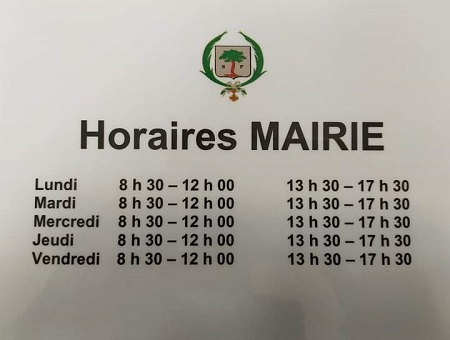 Horaires MAIRIE
Lundi 8 h 30 – 12 h 00 13 h 30 – 17 h 30
Mardi 8 h 30 – 12 h 00 13 h 30 – 17 h 30
Mercredi 8 h 30 – 12 h 00 13 h 30 – 17 h 30
Jeudi 8 h 30 – 12 h 00 13 h 30 – 17 h 30
Vendredi 8 h 30 – 12 h 00 13 h 30 – 17 h 30